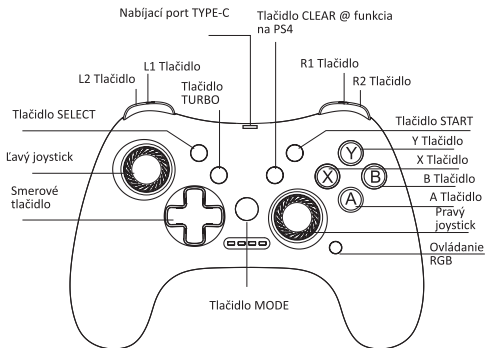 Nabíjací port TYPE-C
Tlačidlo CLEAR @ funkcia
na PS4
L1 Tlačidlo
L2 Tlačidlo
Tlačidlo
TURBO
R1 Tlačidlo
R2 Tlačidlo
Tlačidlo SELECT
Tlačidlo START
Y Tlačidlo
X Tlačidlo
B Tlačidlo
A Tlačidlo
Ľavý joystick
Smerové
tlačidlo
Y
X
B
A
Pravý
joystick
Ovládanie
RGB
Tlačidlo MODE